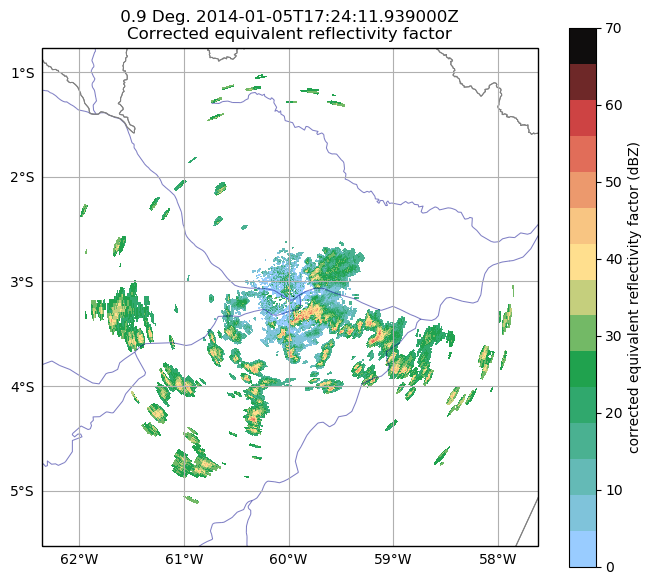 0.9 Deg. 2014-01-05T17:24:11.939000Z
Corrected equivalent reflectivity factor
1°S
2°S
3°S
4°S
5°S
62°W 61°W 60°W 59°W 58°W
70
60
50
40
30
20
10
0
corrected equivalent reflectivity factor (dBZ)